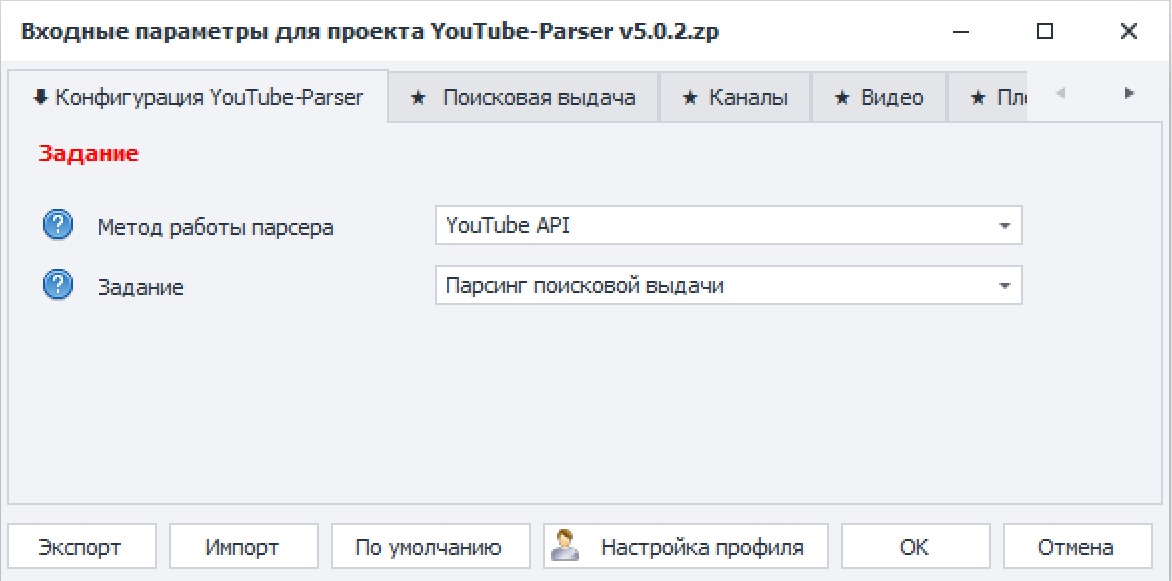 Входные параметры для проекта YouTube-Parser v5.0.2.zp
Конфигурация YouTube-Parser ★ Поисковая выдача ★ Каналы ★ Видео ★
Задание
? Метод работы парсера YouTube API
? Задание Парсинг поисковой выдачи
Экспорт Импорт По умолчанию Настройка профиля OK Отмена